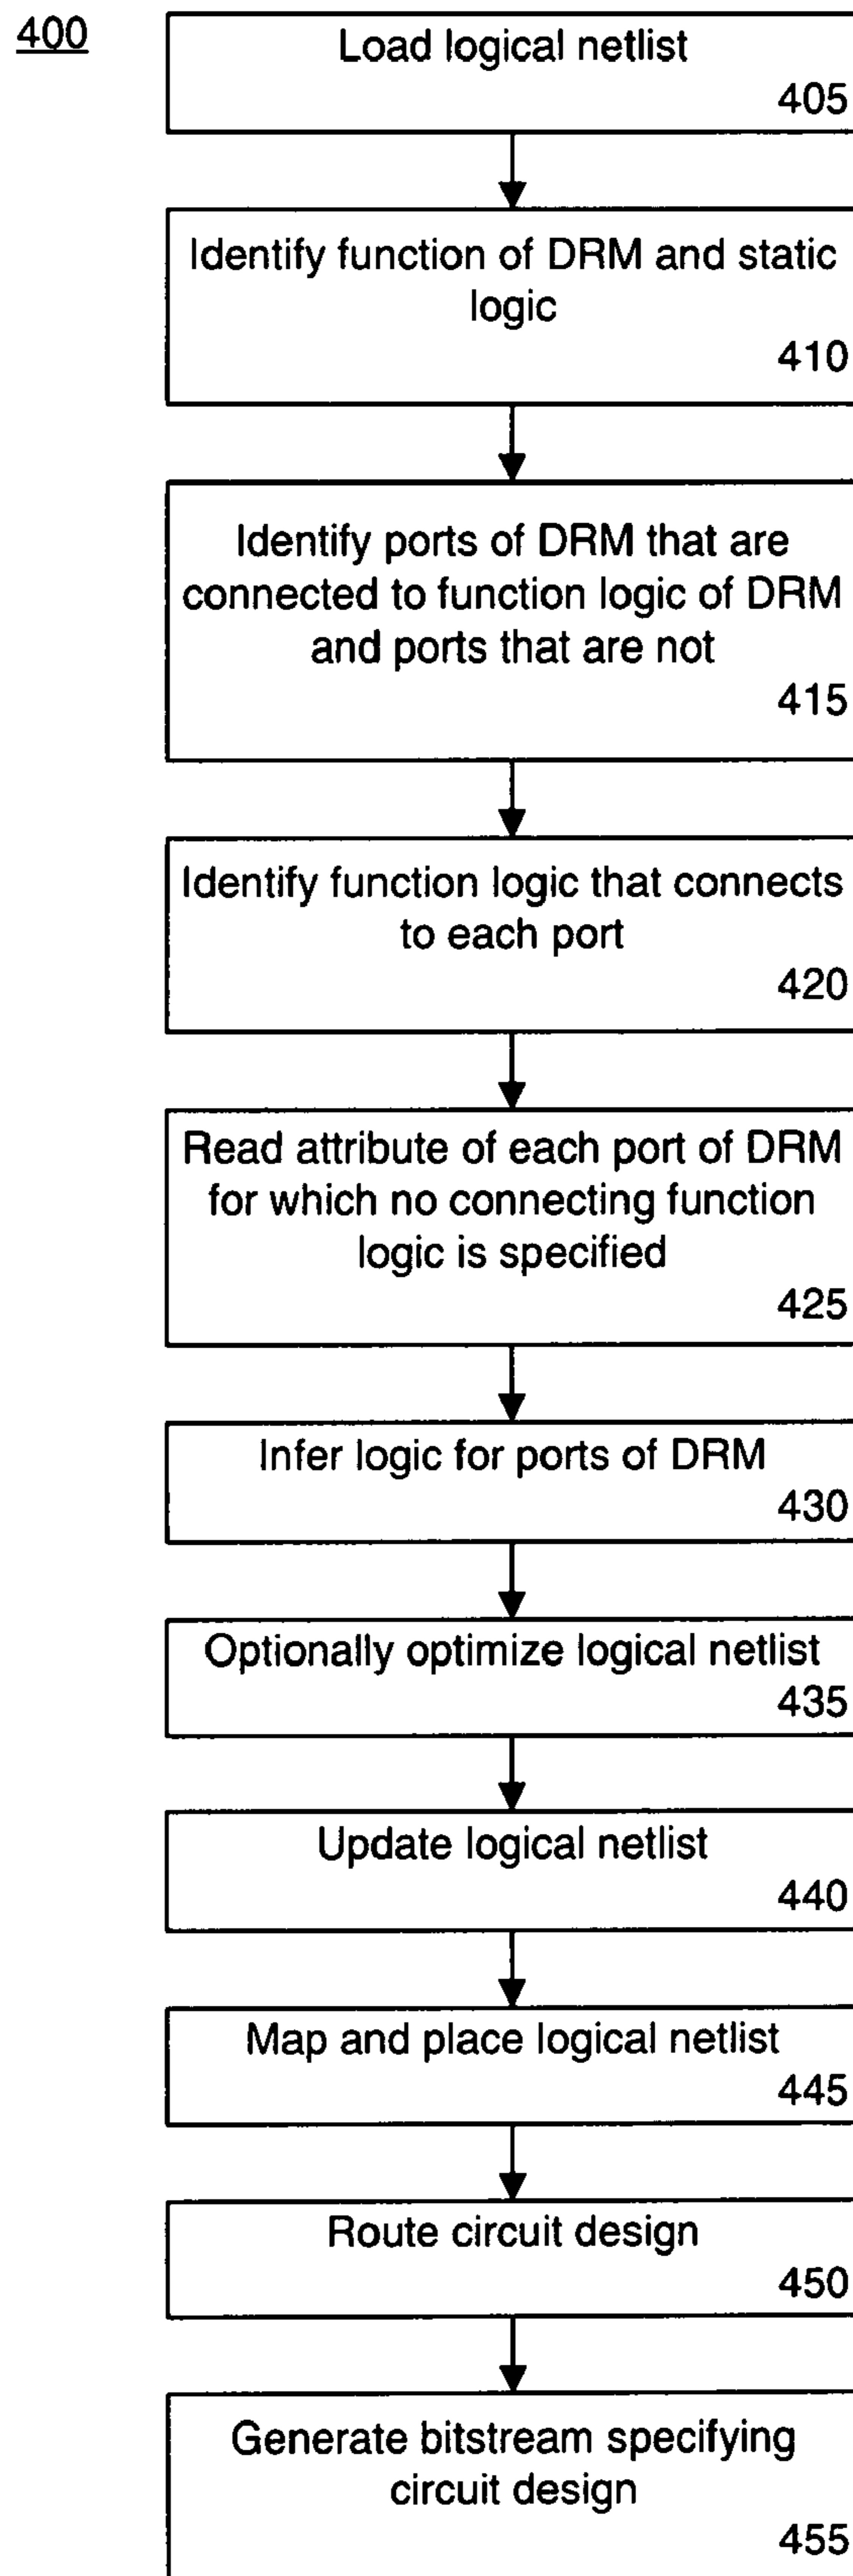 400
Load logical netlist
405
Identify function of DRM and static
logic
410
Identify ports of DRM that are
connected to function logic of DRM
and ports that are not
415
Identify function logic that connects
to each port
420
Read attribute of each port of DRM
for which no connecting function
logic is specified
425
Infer logic for ports of DRM
430
Optionally optimize logical netlist
435
Update logical netlist
440
Map and place logical netlist
445
Route circuit design
450
Generate bitstream specifying
circuit design
455